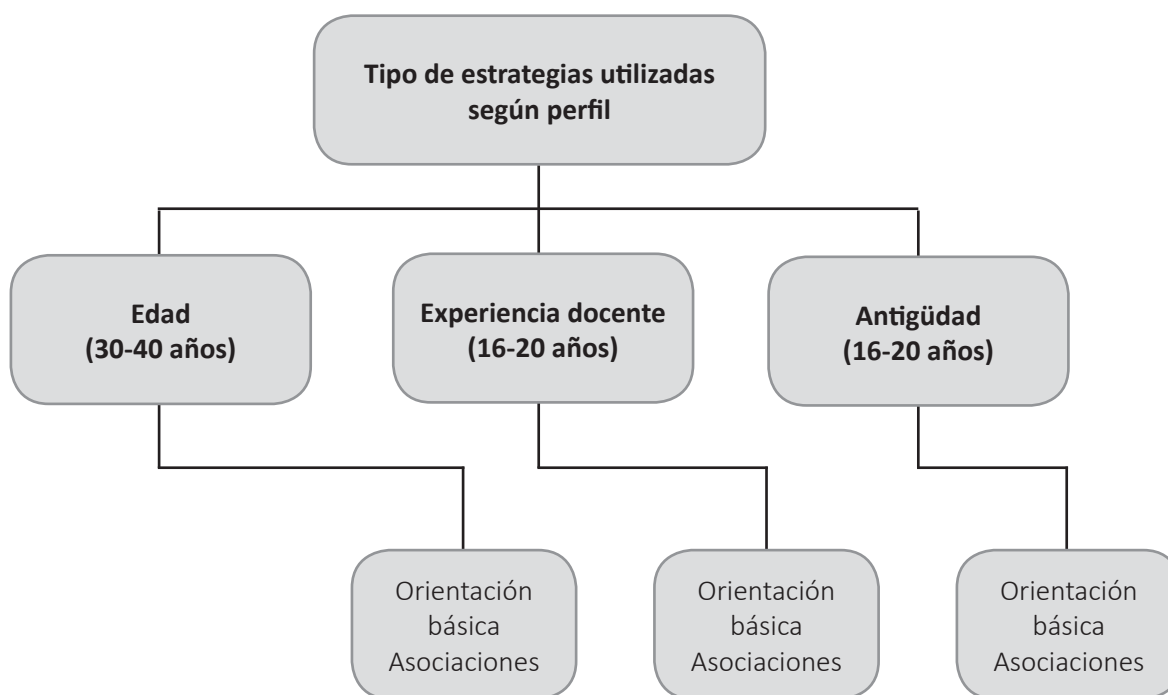 Tipo de estrategias utilizadas
según perfil
Edad
(30-40 años)
Experiencia docente
(16-20 años)
Antigüdad
(16-20 años)
Orientación
básica
Asociaciones
Orientación
básica
Asociaciones
Orientación
básica
Asociaciones